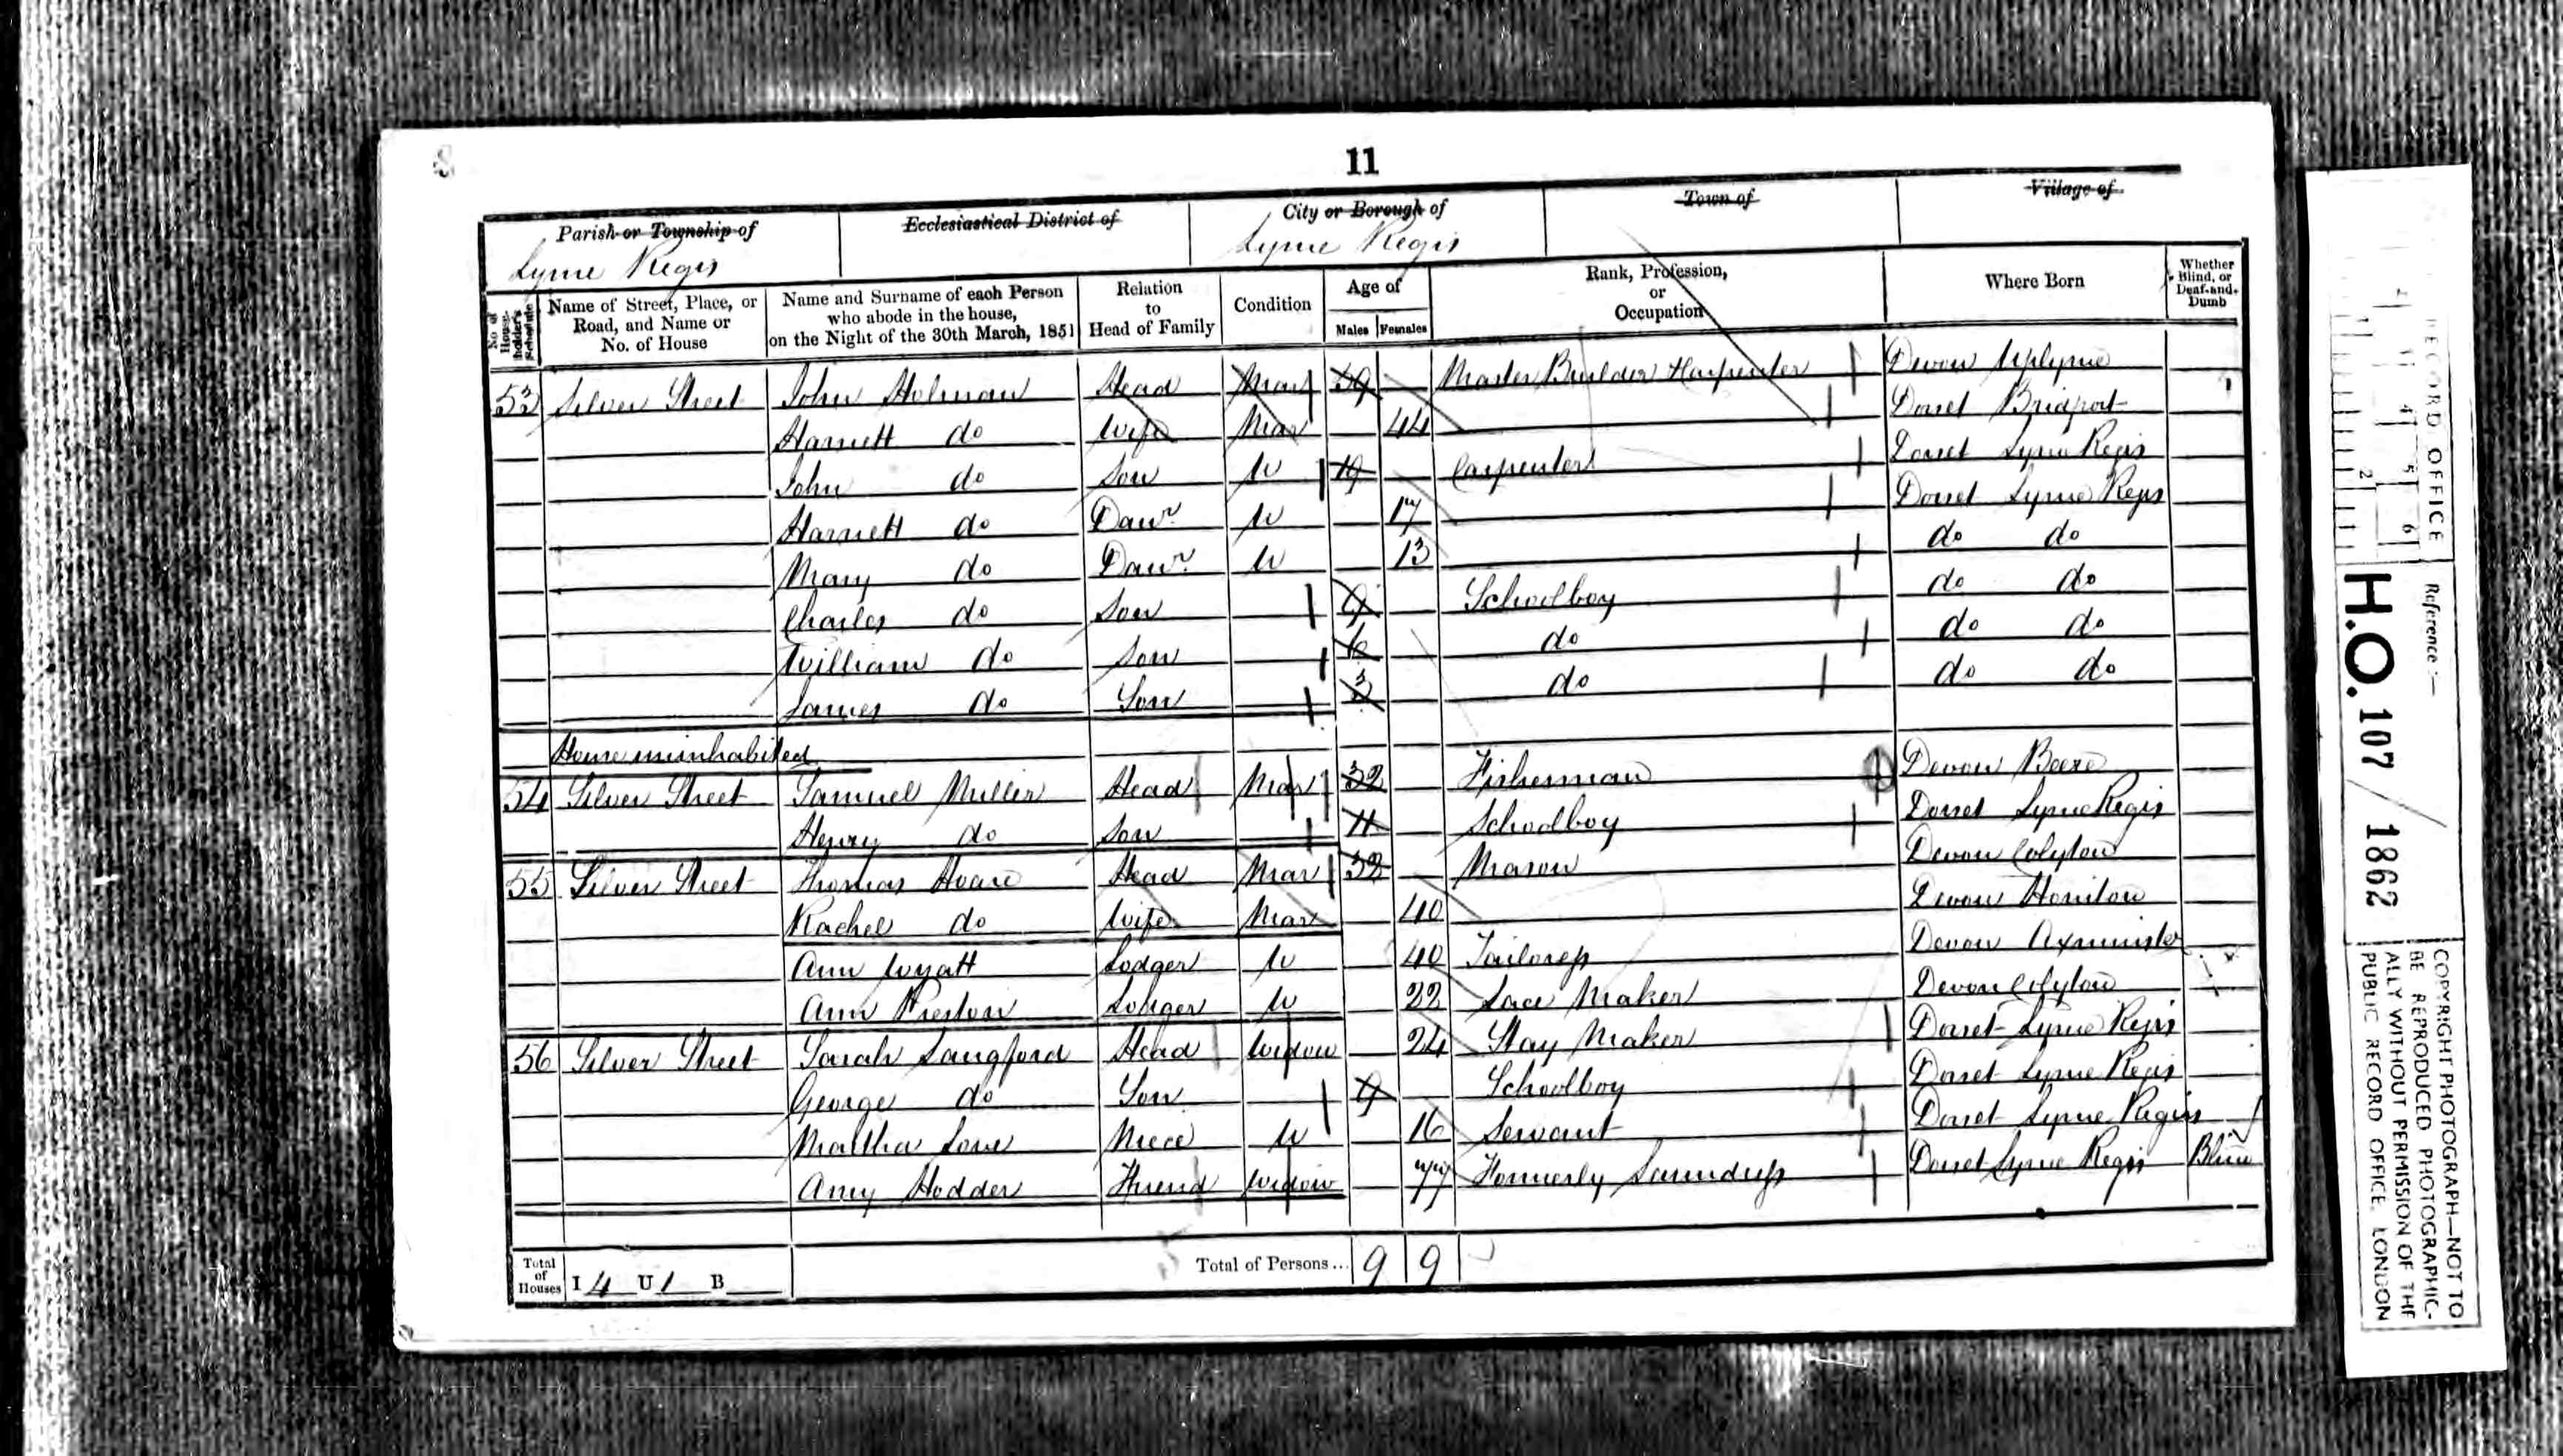 11
Parish or Township of
Lyme Regis
Ecclesiastical District of
City or Borough of
Lyme Regis
Town of
Village of
No. of House-holder's Schedule
Name of Street, Place, or Road, and Name or No. of House
Name and Surname of each Person who abode in the house, on the Night of the 30th March, 1851
Relation to Head of Family
Condition
Age of
Males Females
Rank, Profession, or Occupation
Where Born
Whether Blind, or Deaf-and-Dumb
53 Silver Street John Holman Head Mar 59 Master Builder Carpenter Devon Uplyme
Harriett do Wife Mar 44 Dorset Bridport
John do Son U 19 Carpenter Dorset Lyme Regis
Harriett do Dawr U 17 Dorset Lyme Regis
Mary do Dawr U 13 do do
Charles do Son 9 Schoolboy do do
William do Son 6 do do do
James do Son 3 do do do
House uninhabited
54 Silver Street Samuel Miller Head Mar 32 Fisherman Devon Beere
Henry do Son 11 Schoolboy Dorset Lyme Regis
55 Silver Street Thomas Hoare Head Mar 32 Mason Devon Colyton
Rachel do Wife Mar 40 Devon Honiton
Ann Wyatt Lodger U 40 Tailoress Devon Axminster
Ann Preston Lodger U 22 Lace Maker Devon Colyton
56 Silver Street Sarah Langford Head Widow 24 Stay Maker Dorset Lyme Regis
George do Son 9 Schoolboy Dorset Lyme Regis
Martha Love Niece U 16 Servant Dorset Lyme Regis
Amy Hodder Friend Widow 77 Formerly Laundress Dorset Lyme Regis Blind
Total of Houses I 4 U 1 B
Total of Persons... 9 9
RECORD OFFICE
Reference :-
H.O. 107 / 1862
COPYRIGHT PHOTOGRAPH—NOT TO
BE REPRODUCED PHOTOGRAPHIC-
ALLY WITHOUT PERMISSION OF THE
PUBLIC RECORD OFFICE, LONDON